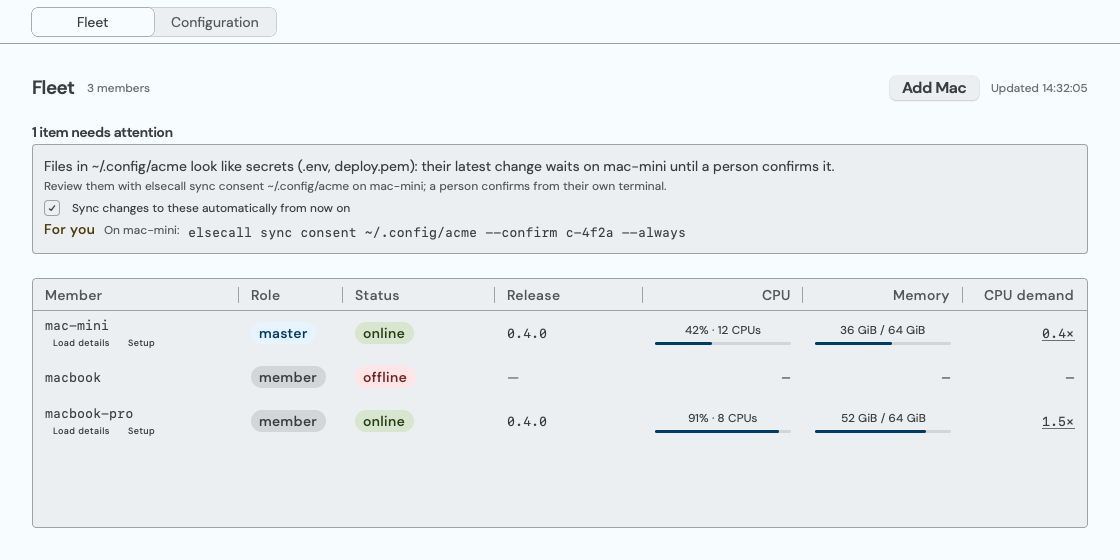 Fleet Configuration
Fleet 3 members Add Mac Updated 14:32:05
1 item needs attention
Files in ~/.config/acme look like secrets (.env, deploy.pem): their latest change waits on mac-mini until a person confirms it.
Review them with elsecall sync consent ~/.config/acme on mac-mini; a person confirms from their own terminal.
Sync changes to these automatically from now on
For you On mac-mini: elsecall sync consent ~/.config/acme --confirm c-4f2a --always
Member Role Status Release CPU Memory CPU demand
mac-mini master online 0.4.0 42% · 12 CPUs 36 GiB / 64 GiB 0.4×
Load details Setup
macbook member offline — — — —
macbook-pro member online 0.4.0 91% · 8 CPUs 52 GiB / 64 GiB 1.5×
Load details Setup